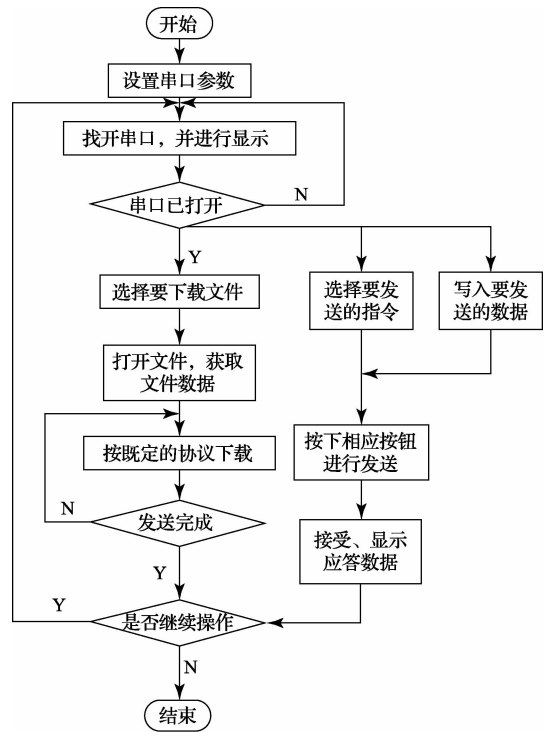 开始
设置串口参数
找开串口，并进行显示
串口已打开
N
Y
选择要下载文件
选择要发
送的指令
写入要发
送的数据
打开文件，获取
文件数据
按既定的协议下载
按下相应按钮
进行发送
N
发送完成
接受、显示
应答数据
Y
Y
是否继续操作
N
结束